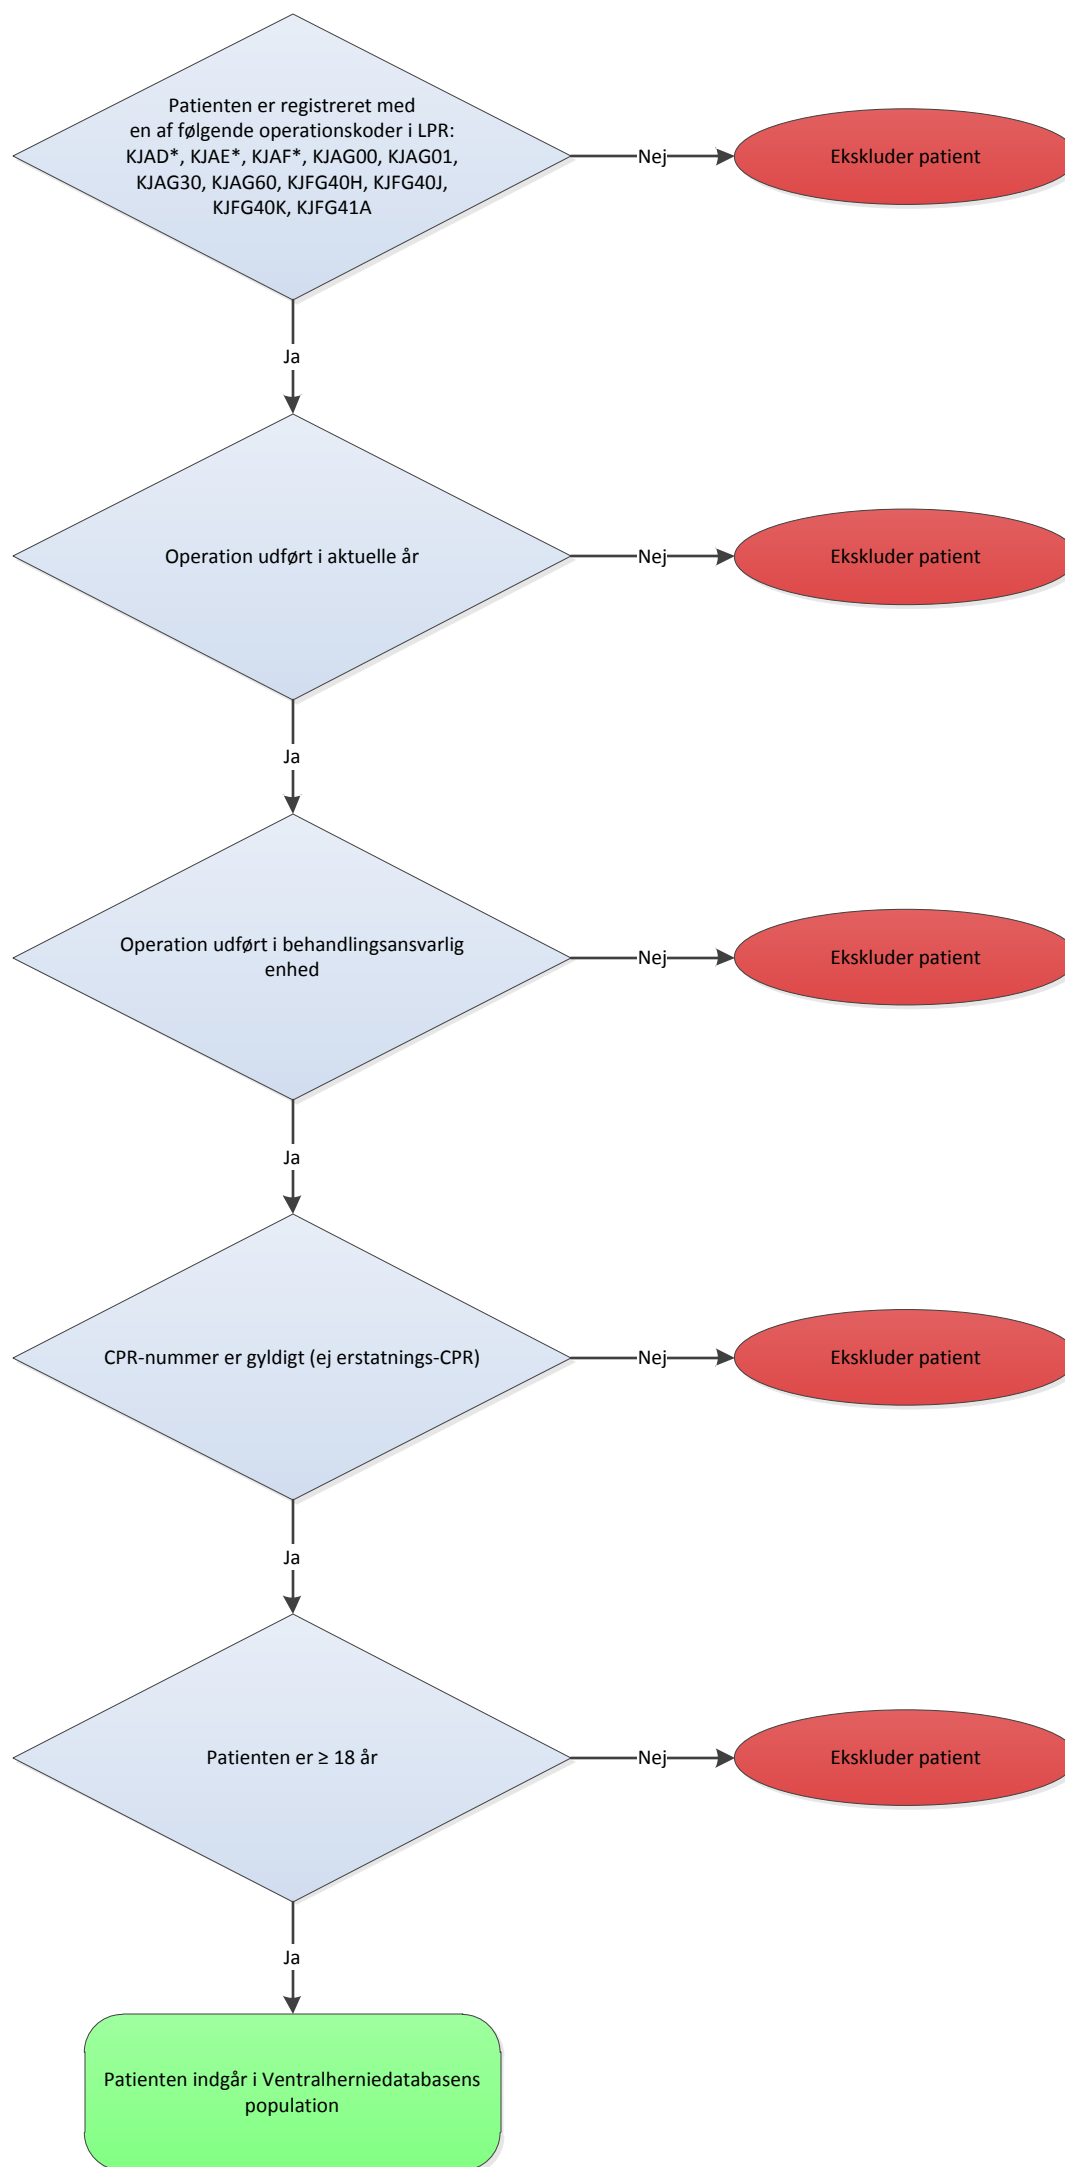 Patienten er registreret med
en af følgende operationskoder i LPR:
KJAD*, KJAE*, KJAF*, KJAG00, KJAG01,
KJAG30, KJAG60, KJFG40H, KJFG40J,
KJFG40K, KJFG41A
Nej
Ekskluder patient
Ja
Operation udført i aktuelle år
Nej
Ekskluder patient
Ja
Operation udført i behandlingsansvarlig
enhed
Nej
Ekskluder patient
Ja
CPR-nummer er gyldigt (ej erstatnings-CPR)
Nej
Ekskluder patient
Ja
Patienten er ≥ 18 år
Nej
Ekskluder patient
Ja
Patienten indgår i Ventralherniedatabasens
population